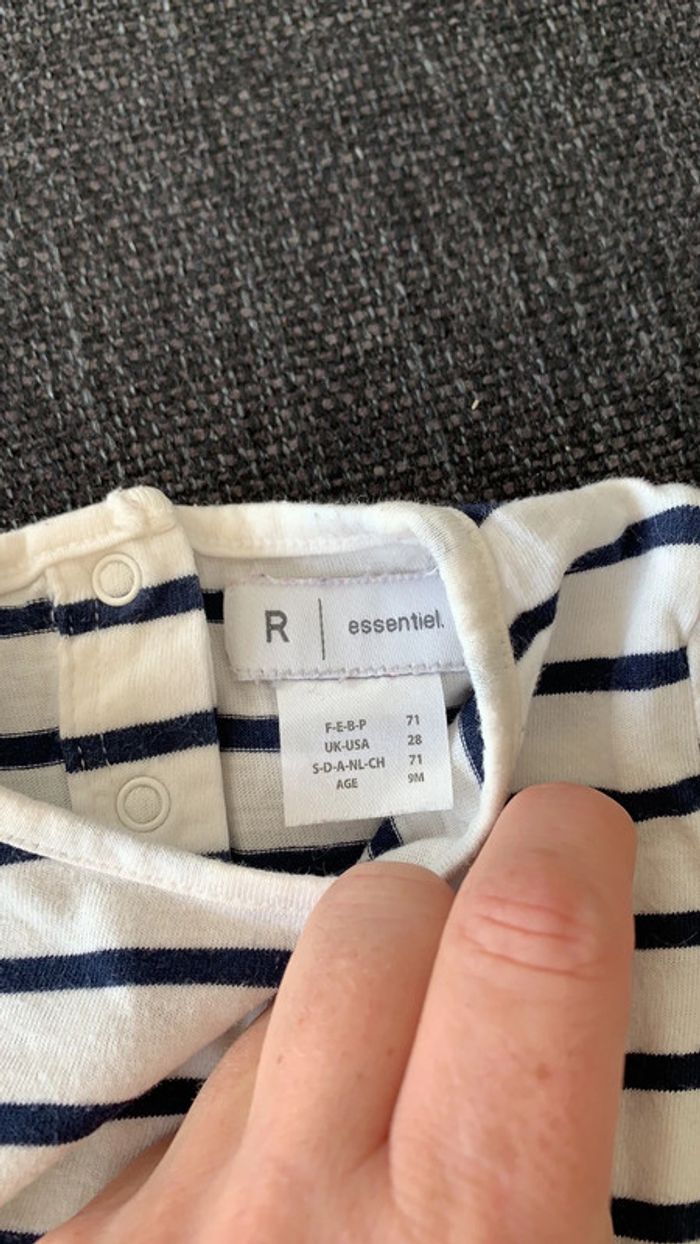 R | essentiel.
F-E-B-P 71
UK-USA 28
S-D-A-NL-CH 71
AGE 9M